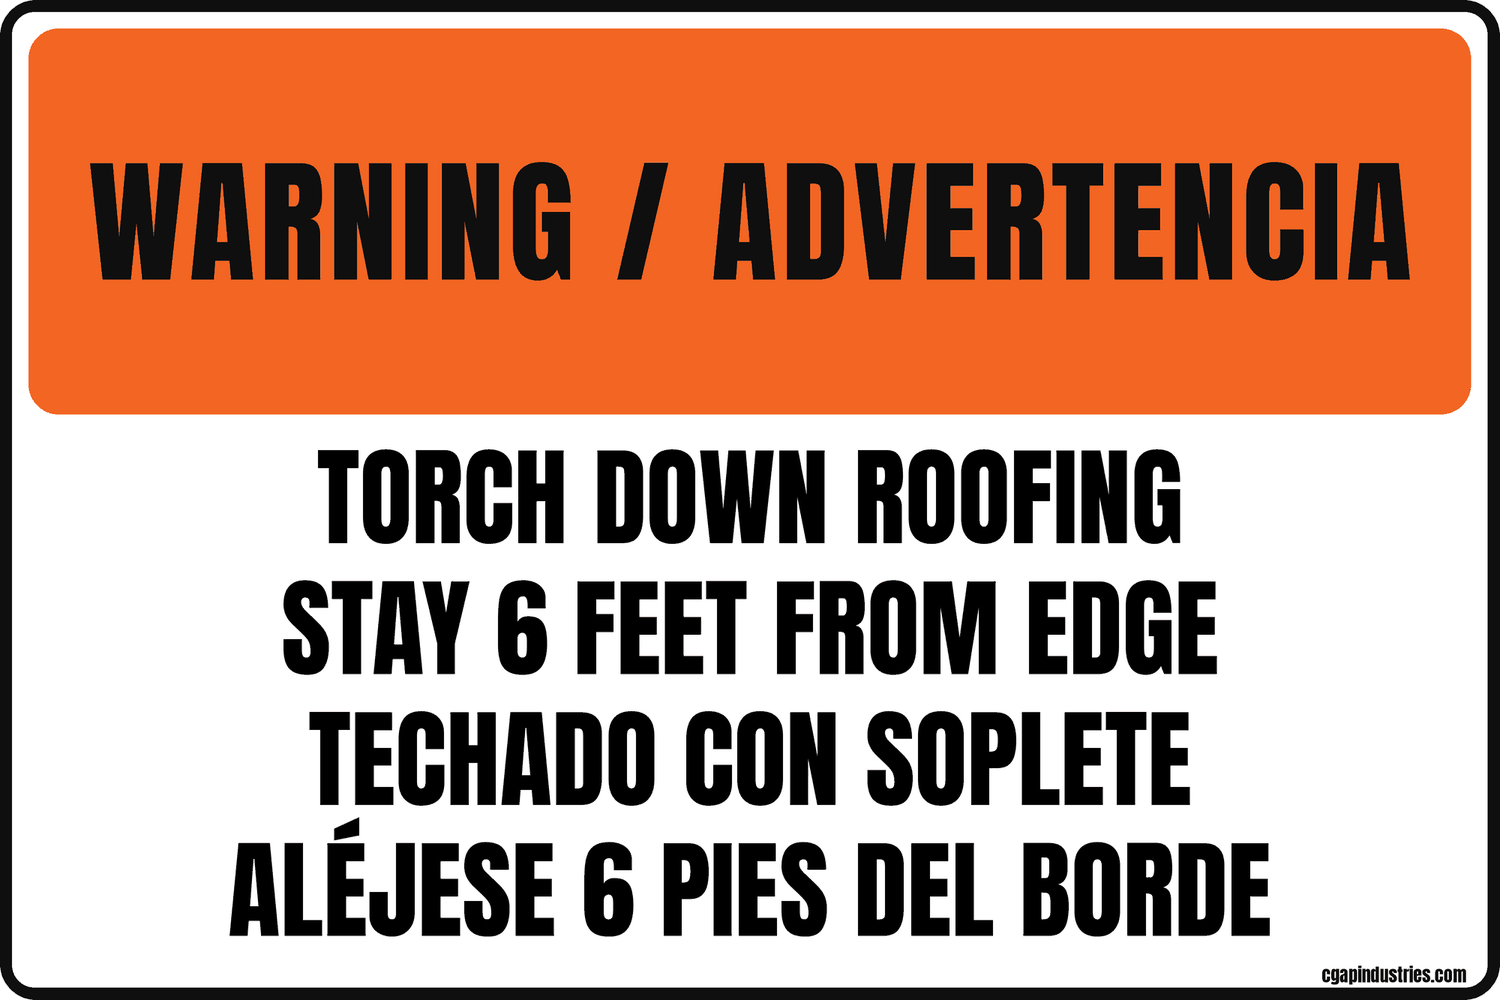 WARNING / ADVERTENCIA
TORCH DOWN ROOFING
STAY 6 FEET FROM EDGE
TECHADO CON SOPLETE
ALÉJESE 6 PIES DEL BORDE
cgapindustries.com